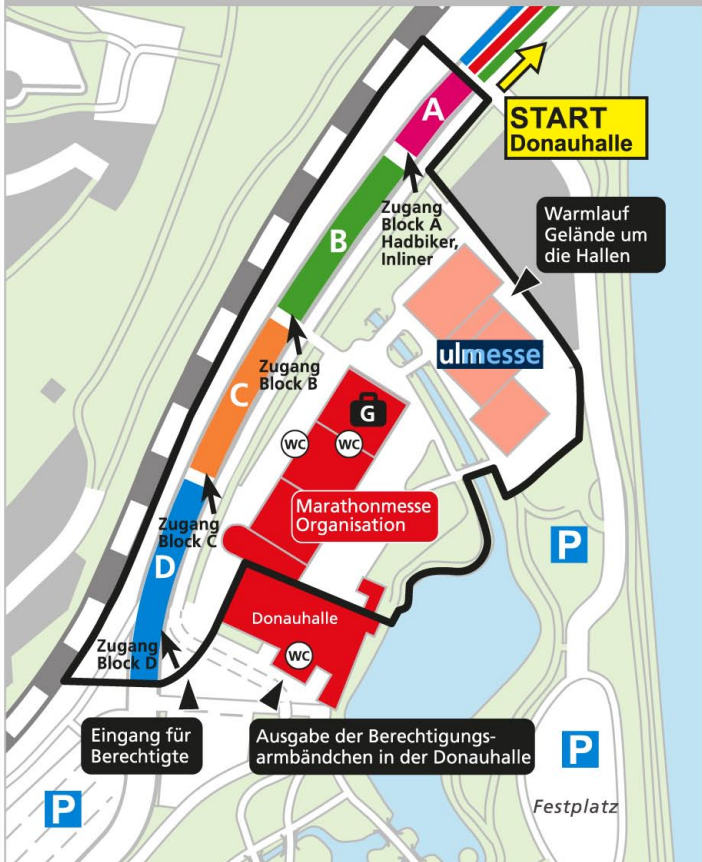 A
START
Donauhalle
Zugang
Block A
Hadbiker,
Inliner
Warmlauf
Gelände um
die Hallen
B
ulmesse
Zugang
Block B
C
G
WC
WC
Marathonmesse
Organisation
Zugang
Block C
P
D
Donauhalle
Zugang
Block D
WC
Eingang für
Berechtigte
Ausgabe der Berechtigungs-
armbändchen in der Donauhalle
P
P
Festplatz